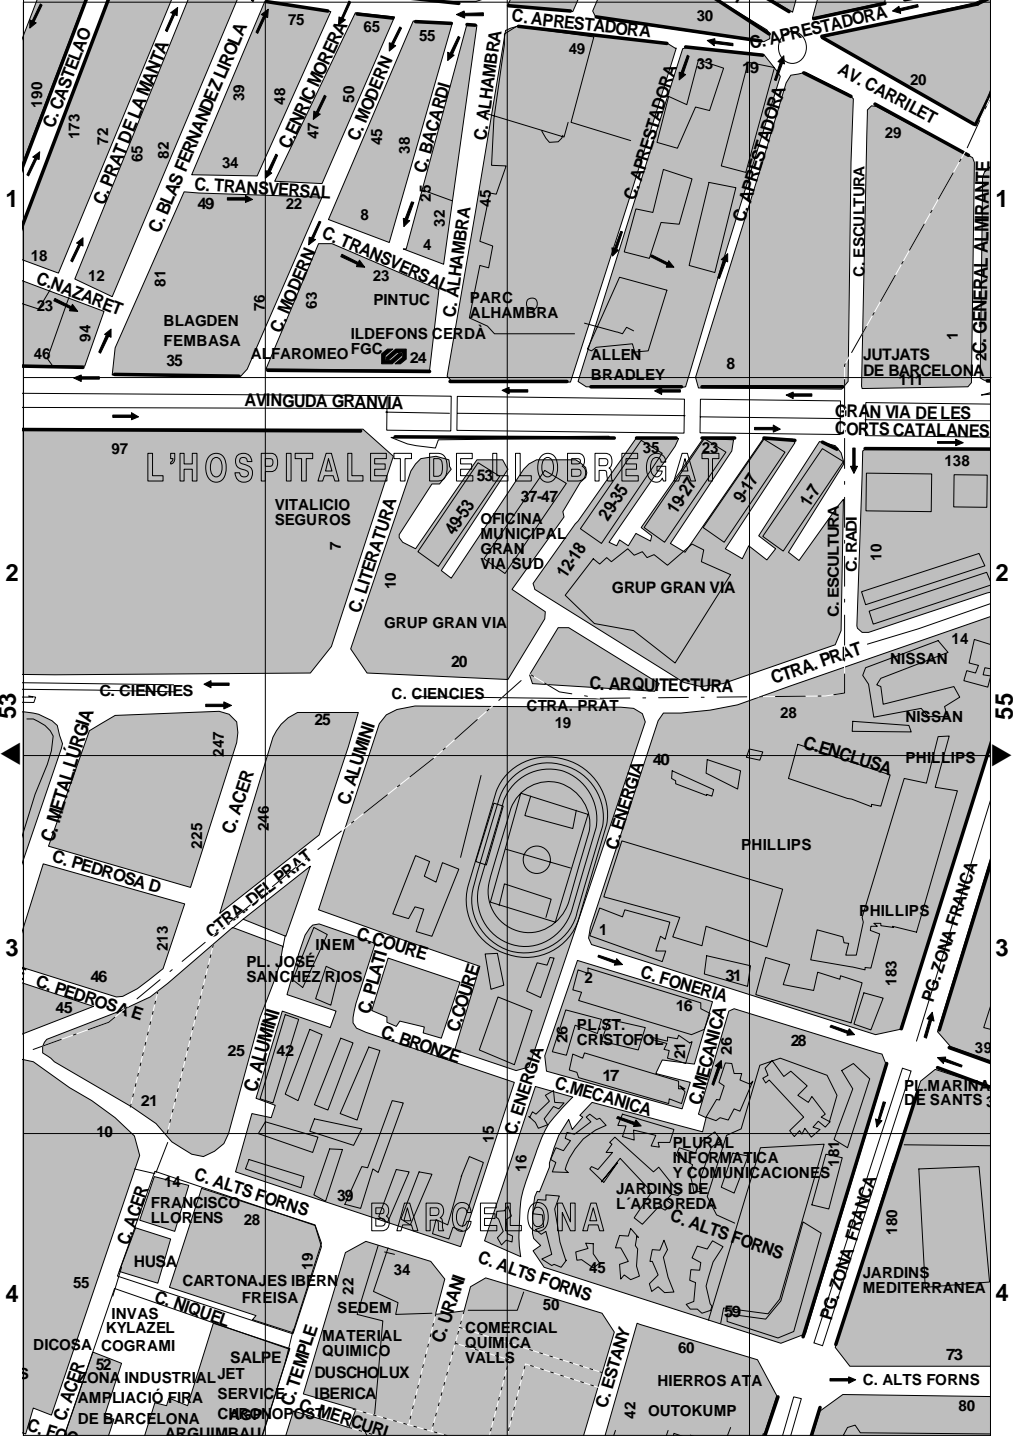 75
65
55
C. APRESTADORA
30
C. APRESTADORA
C. CASTELAO
190
173
C. PRAT DE LA MANTA
72
65
82
C. BLAS FERNANDEZ LIROLA
39
48
C. ENRIC MORERA
47
50
C. MODERN
45
38
C. BACARDI
25
32
C. ALHAMBRA
49
45
33
19
C. APRESTADORA
C. APRESTADORA
AV. CARRILET
20
29
C. ESCULTURA
C. GENERAL ALMIRANTE
1
1
34
C. TRANSVERSAL
49
22
8
C. TRANSVERSAL
4
23
C. ALHAMBRA
18
C. NAZARET
12
23
94
46
81
76
C. MODERN
63
PINTUC
PARC
ALHAMBRA
BLAGDEN
FEMBASA
35
ALFAROMEO
ILDEFONS CERDÀ
FGC
24
ALLEN
BRADLEY
8
1
2
JUTJATS
DE BARCELONA
111
AVINGUDA GRANVIA
GRAN VIA DE LES
CORTS CATALANES
97
L'HOSPITALET DE LLOBREGAT
138
VITALICIO
SEGUROS
7
C. LITERATURA
10
53
49-53
37-47
OFICINA
MUNICIPAL
GRAN
VIA SUD
35
29-35
12-18
23
19-27
9-17
1-7
C. ESCULTURA
C. RADI
10
2
2
GRUP GRAN VIA
GRUP GRAN VIA
20
14
NISSAN
CTRA. PRAT
C. CIENCIES
C. CIENCIES
C. ARQUITECTURA
CTRA. PRAT
19
28
NISSAN
53
55
C. METAL.LÚRGIA
247
25
C. ALUMINI
C. ACER
246
225
40
C. ENCLUSA
PHILLIPS
C. ENERGIA
PHILLIPS
C. PEDROSA D
CTRA. DEL PRAT
PHILLIPS
PG. ZONA FRANCA
3
3
213
INEM
C. COURE
1
PL. JOSÉ
SANCHEZ RIOS
C. PLATI
C. COURE
46
C. PEDROSA E
45
2
C. FONERIA
31
183
16
C. BRONZE
26
PL. ST.
CRISTOFOL
21
C. MECANICA
26
28
39
25
C. ALUMINI
42
C. ENERGIA
17
C. MECANICA
PL. MARINA
DE SANTS
21
10
15
16
PLURAL
INFORMATICA
Y COMUNICACIONES
181
C. ACER
14
C. ALTS FORNS
FRANCISCO
LLORENS
28
39
BARCELONA
JARDINS DE
L'ARBÒREDA
C. ALTS FORNS
PG. ZONA FRANCA
180
HUSA
19
C. ALTS FORNS
45
55
CARTONAJES IBERN
FREISA
22
34
C. URANI
50
59
JARDINS
MEDITERRANEA
4
4
C. NIQUEL
SEDEM
INVAS
KYLAZEL
COGRAMI
DICOSA
MATERIAL
QUIMICO
COMERCIAL
QUIMICA
VALLS
60
73
C. ACER
52
ZONA INDUSTRIAL
AMPLIACIÓ FIRA
DE BARCELONA
SALPE
JET
SERVICE
C. TEMPLE
DUSCHOLUX
IBERICA
C. MERCURI
C. ESTANY
42
HIERROS ATA
OUTOKUMP
C. ALTS FORNS
80
ARGUIMBAU